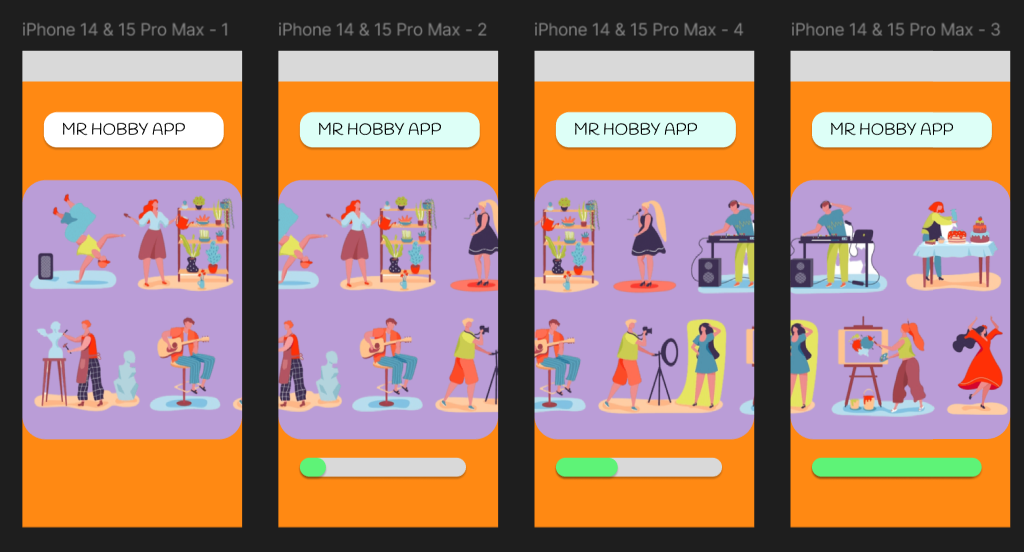 iPhone 14 & 15 Pro Max - 1
iPhone 14 & 15 Pro Max - 2
iPhone 14 & 15 Pro Max - 4
iPhone 14 & 15 Pro Max - 3
MR HOBBY APP
MR HOBBY APP
MR HOBBY APP
MR HOBBY APP